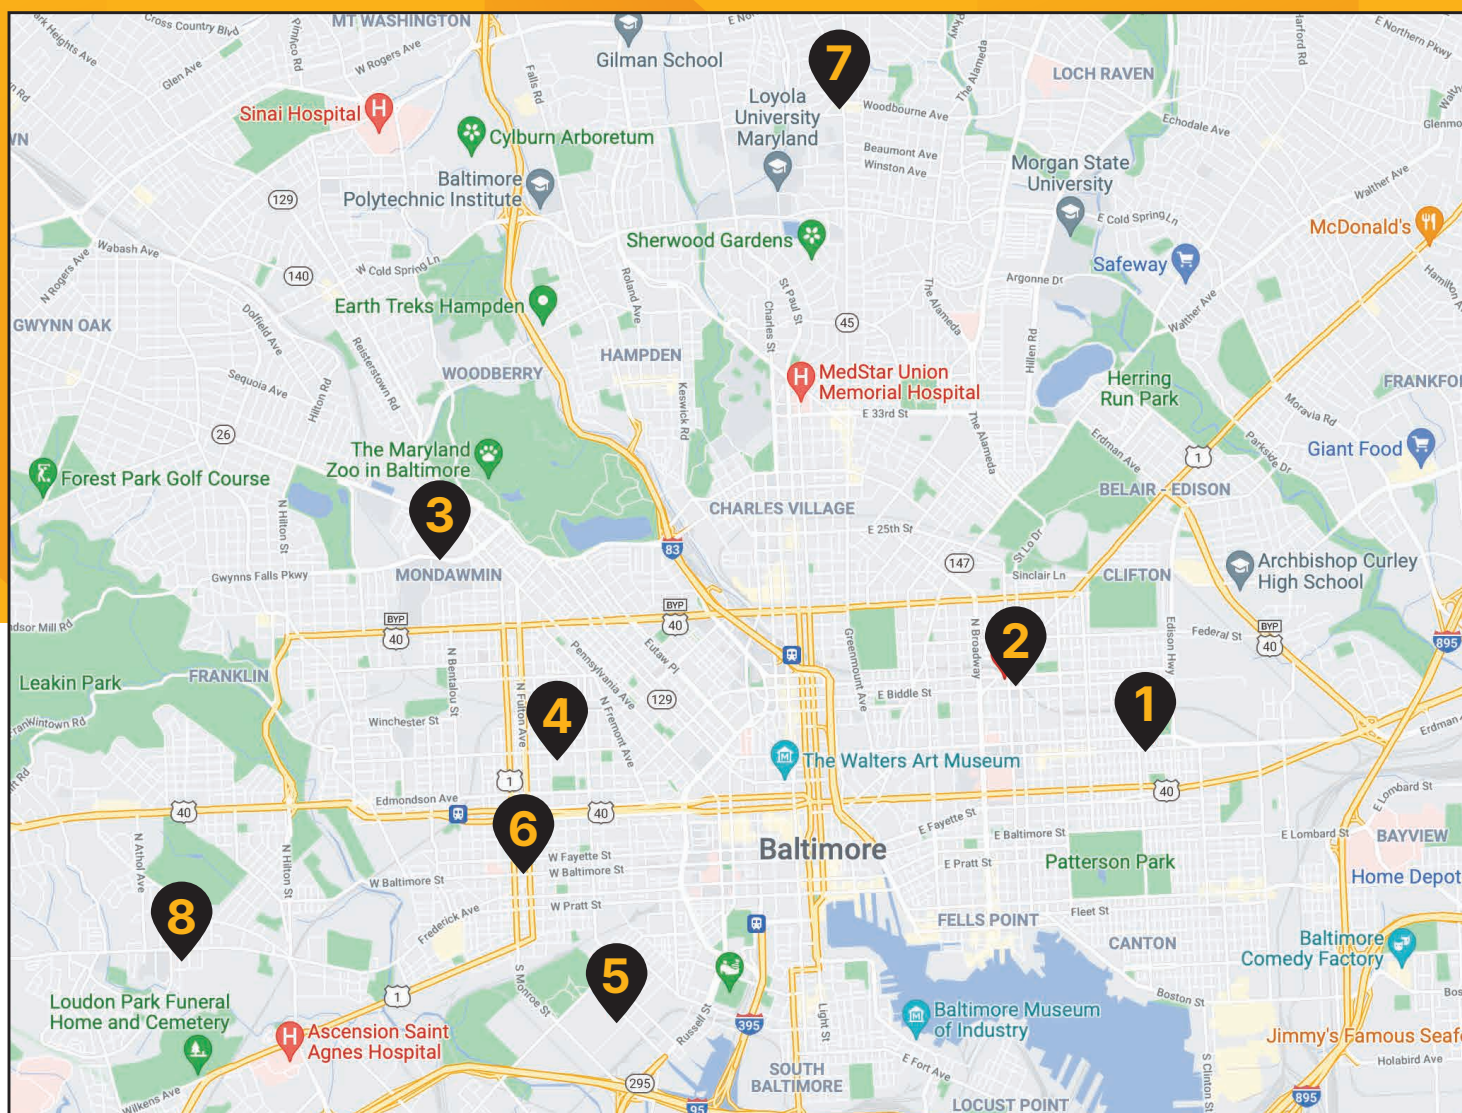 MT WASHINGTON
Cross Country Blvd
Pimlico Rd
Glen Ave
W Rogers Ave
Falls Rd
Gilman School
7
Loyola
University
Maryland
Woodbourne Ave
The Alameda
LOCH RAVEN
Harford Rd
E Northern Pkwy
Sinai Hospital
H
Cylburn Arboretum
Baltimore
Polytechnic Institute
Beaumont Ave
Winston Ave
Echodale Ave
Morgan State
University
Walther Ave
129
E Cold Spring Ln
McDonald's
Sherwood Gardens
Safeway
Wabash Ave
N Rogers Ave
140
W Cold Spring Ln
Roland Ave
St Paul St
Charles St
The Alameda
Argonne Dr
Walther Ave
Earth Treks Hampden
GWYNN OAK
Dolfield Ave
Reisterstown Rd
45
Hillen Rd
HAMPDEN
WOODBERRY
Sequoia Ave
Hilton Rd
Keswick Rd
H
MedStar Union
Memorial Hospital
E 33rd St
The Alameda
Herring
Run Park
Moravia Rd
26
The Maryland
Zoo in Baltimore
Forest Park Golf Course
Erdman Ave
1
Parkside Dr
Giant Food
BELAIR - EDISON
3
N Hilton St
CHARLES VILLAGE
E 25th St
83
147
St Lo Dr
Sinclair Ln
CLIFTON
Archbishop Curley
High School
Gwynns Falls Pkwy
MONDAWMIN
BYP
40
BYP
40
2
N Broadway
Edison Hwy
Federal St
BYP
40
895
Leakin Park
FRANKLIN
N Bentalou St
N Fulton Ave
Pennsylvania Ave
Eutaw Pl
N Fremont Ave
129
Greenmount Ave
E Biddle St
Winchester St
4
1
The Walters Art Museum
1
40
Edmondson Ave
40
40
6
W Fayette St
W Baltimore St
W Baltimore St
W Pratt St
Baltimore
E Fayette St
E Baltimore St
E Pratt St
Patterson Park
E Lombard St
E Lombard St
BAYVIEW
Home Depot
N Athol Ave
N Hilton St
8
Frederick Ave
FELLS POINT
Fleet St
CANTON
Baltimore
Comedy Factory
5
S Monroe St
1
Russell St
395
Light St
Boston St
Loudon Park Funeral
Home and Cemetery
H
Ascension Saint
Agnes Hospital
Baltimore Museum
of Industry
Wilkens Ave
295
95
SOUTH
BALTIMORE
E Fort Ave
LOCUST POINT
S Clinton St
Holabird Ave
895